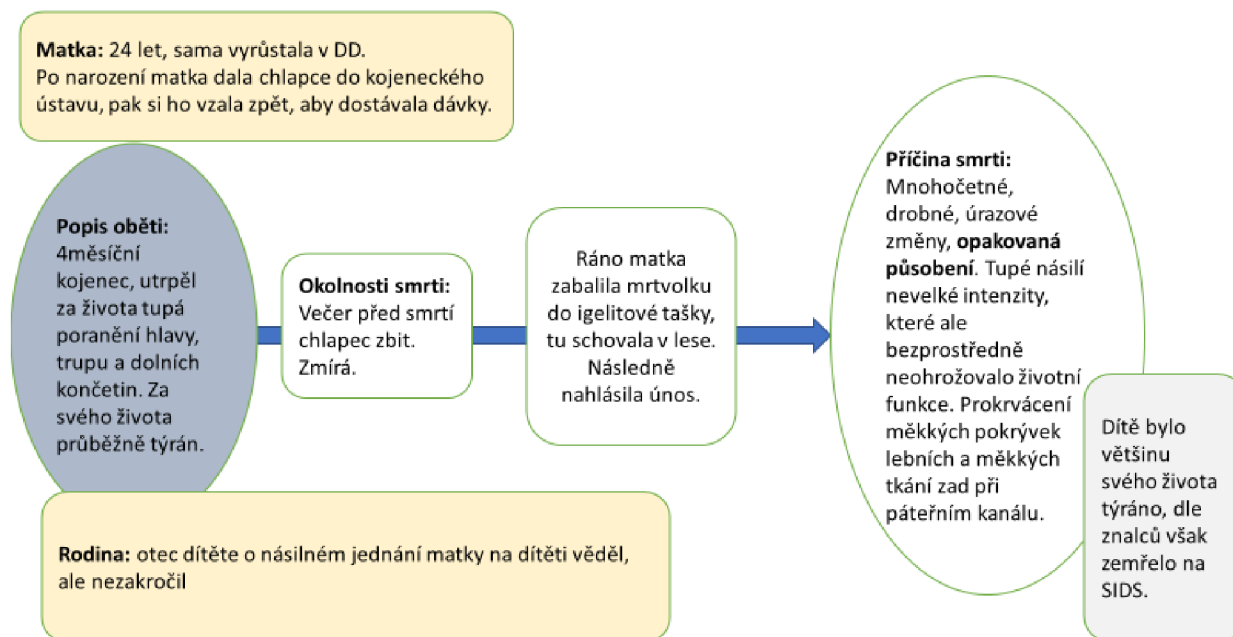 Matka: 24 let, sama vyrůstala v DD.
Po narození matka dala chlapce do kojeneckého
ústavu, pak si ho vzala zpět, aby dostávala dávky.
Popis oběti:
4měsíční
kojenec, utrpěl
za života tupá
poranění hlavy,
trupu a dolních
končetin. Za
svého života
průběžně týrán.
Okolnosti smrti:
Večer před smrtí
chlapec zbit.
Zmírá.
Ráno matka
zabalila mrtvolku
do igelitové tašky,
tu schovala v lese.
Následně
nahlásila únos.
Příčina smrti:
Mnohočetné,
drobné, úrazové
změny, opakovaná
působení. Tupé násilí
nevelké intenzity,
které ale
bezprostředně
neohrožovalo životní
funkce. Prokrvácení
měkkých pokrývek
lebních a měkkých
tkání zad při
páteřním kanálu.
Dítě bylo
většinu
svého života
týráno, dle
znalců však
zemřelo na
SIDS.
Rodina: otec dítěte o násilném jednání matky na dítěti věděl,
ale nezakročil